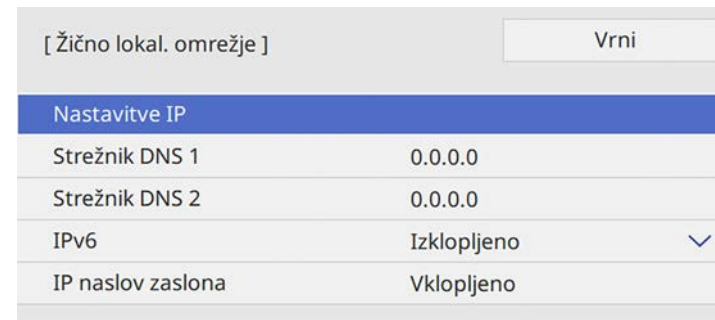 [ Žično lokal. omrežje ] Vrni
Nastavitve IP
Strežnik DNS 1 0.0.0.0
Strežnik DNS 2 0.0.0.0
IPv6 Izklopljeno
IP naslov zaslona Vklopljeno